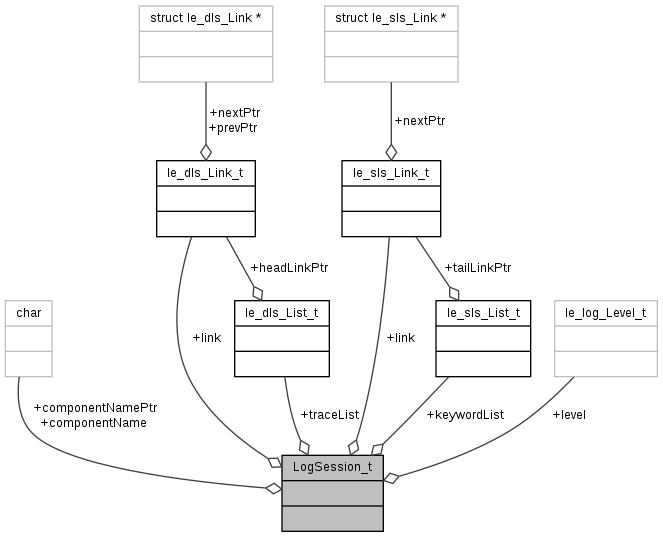 struct le_dls_Link *
struct le_sls_Link *
+nextPtr
+prevPtr
+nextPtr
le_dls_Link_t
le_sls_Link_t
+headLinkPtr
+tailLinkPtr
char
le_dls_List_t
le_sls_List_t
le_log_Level_t
+link
+link
+componentNamePtr
+componentName
+traceList
+keywordList
+level
LogSession_t